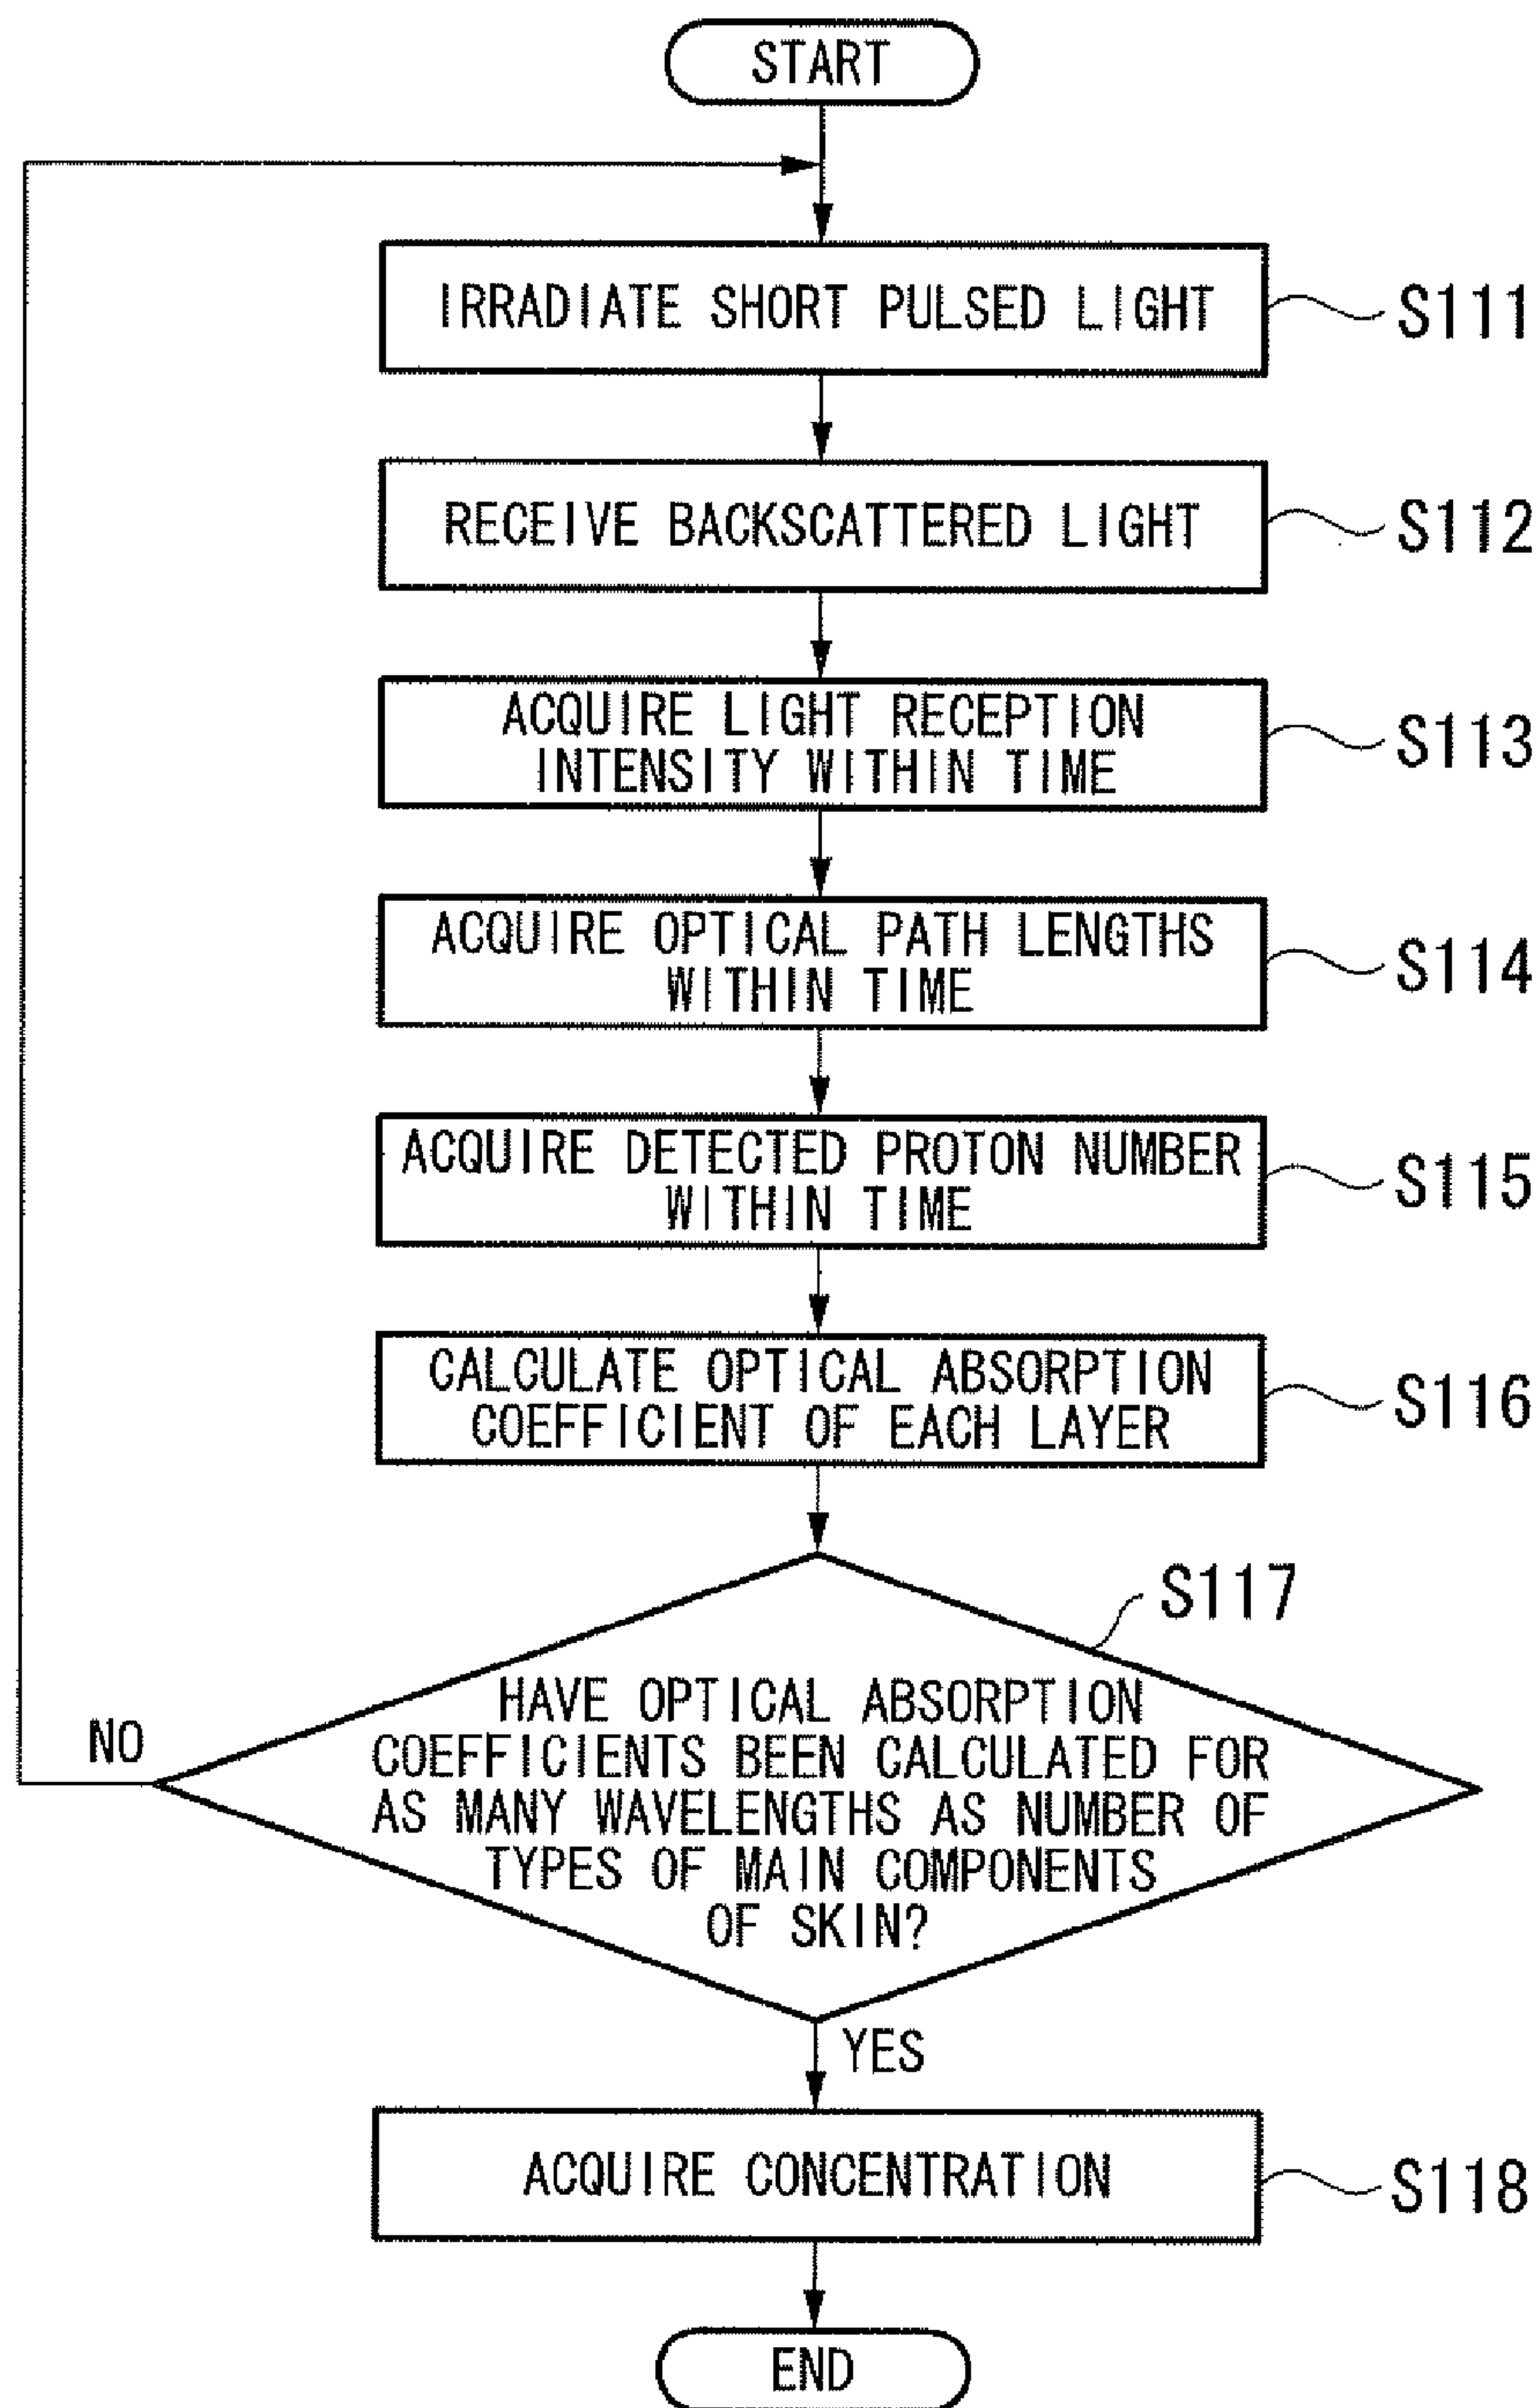 START
IRRADIATE SHORT PULSED LIGHT
S111
RECEIVE BACKSCATTERED LIGHT
S112
ACQUIRE LIGHT RECEPTION
INTENSITY WITHIN TIME
S113
ACQUIRE OPTICAL PATH LENGTHS
WITHIN TIME
S114
ACQUIRE DETECTED PROTON NUMBER
WITHIN TIME
S115
CALCULATE OPTICAL ABSORPTION
COEFFICIENT OF EACH LAYER
S116
S117
HAVE OPTICAL ABSORPTION
COEFFICIENTS BEEN CALCULATED FOR
AS MANY WAVELENGTHS AS NUMBER OF
TYPES OF MAIN COMPONENTS
OF SKIN?
NO
YES
ACQUIRE CONCENTRATION
S118
END